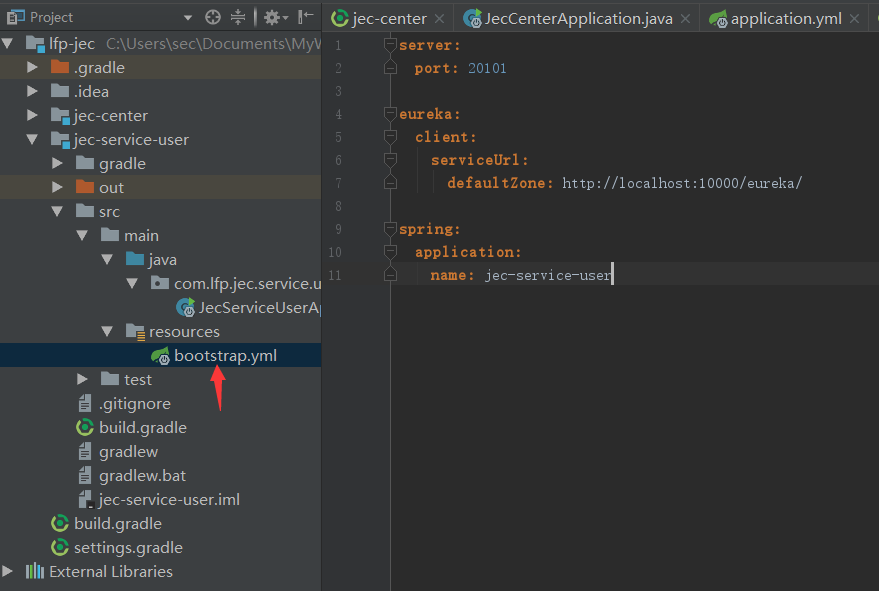 Project
lfp-jec C:\Users\sec\Documents\MyW
.gradle
.idea
jec-center
jec-service-user
gradle
out
src
main
java
com.lfp.jec.service.u
JecServiceUserAp
resources
bootstrap.yml
test
.gitignore
build.gradle
gradlew
gradlew.bat
jec-service-user.iml
build.gradle
settings.gradle
External Libraries
jec-center JecCenterApplication.java application.yml
1 server:
2 port: 20101
3
4 eureka:
5 client:
6 serviceUrl:
7 defaultZone: http://localhost:10000/eureka/
8
9 spring:
10 application:
11 name: jec-service-user